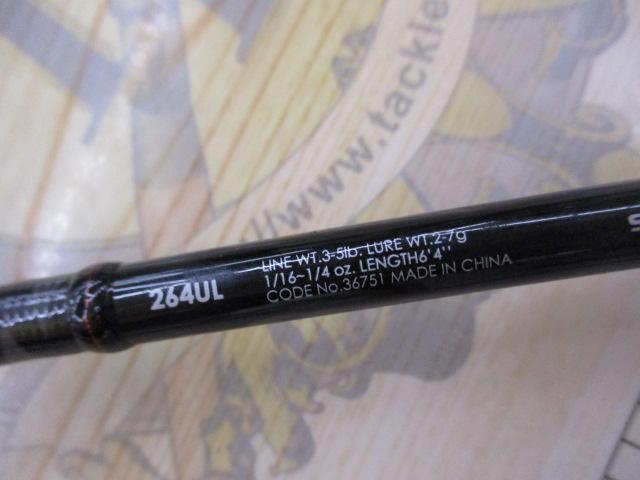 //www.tackle
264UL
LINE WT.3-5lb. LURE WT.2-7g
1/16~1/4 oz. LENGTH6'4"
CODE No.36751 MADE IN CHINA
S